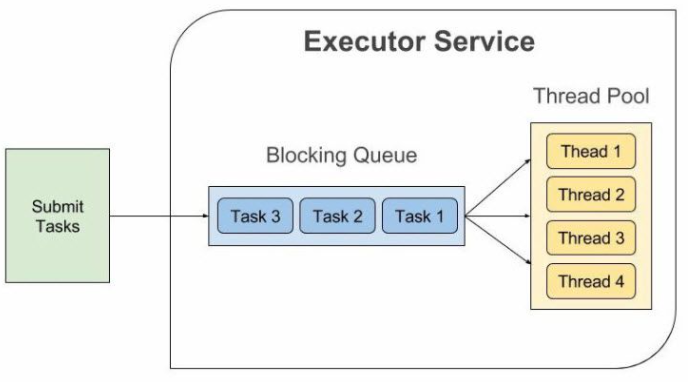 Executor Service
Thread Pool
Blocking Queue
Submit
Tasks
Task 3
Task 2
Task 1
Thead 1
Thread 2
Thread 3
Thread 4